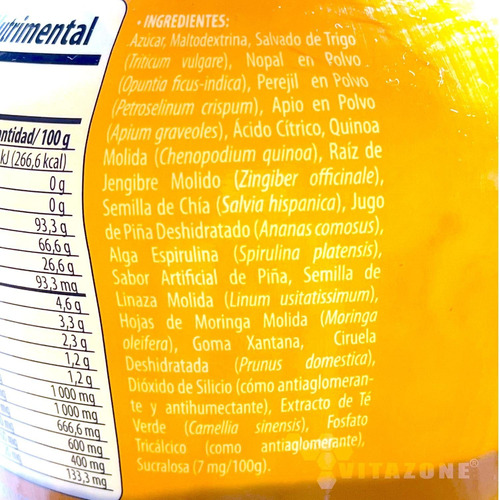 nutrimental
antidad/100 g
kJ (266,6 kcal)
0 g
0 g
93,3 g
66,6 g
26,6 g
93,3 mg
4,6 g
3,3 g
2,3 g
1,2 g
1,2 g
1 000 mg
1 000 mg
666,6 mg
600 mg
400 mg
133,3 mg
• INGREDIENTES:
Azúcar, Maltodextrina, Salvado de Trigo
(Triticum vulgare), Nopal en Polvo
(Opuntia ficus-indica), Perejil en Polvo
(Petroselinum crispum), Apio en Polvo
(Apium graveoles), Ácido Cítrico, Quinoa
Molida (Chenopodium quinoa), Raíz de
Jengibre Molido (Zingiber officinale),
Semilla de Chía (Salvia hispanica), Jugo
de Piña Deshidratado (Ananas comosus),
Alga Espirulina (Spirulina platensis),
Sabor Artificial de Piña, Semilla de
Linaza Molida (Linum usitatissimum),
Hojas de Moringa Molida (Moringa
oleifera), Goma Xantana, Ciruela
Deshidratada (Prunus domestica),
Dióxido de Silicio (cómo antiaglomeran-
te y antihumectante), Extracto de Té
Verde (Camellia sinensis), Fosfato
Tricálcico (como antiaglomerante),
Sucralosa (7 mg/100g).
VITAZONE®